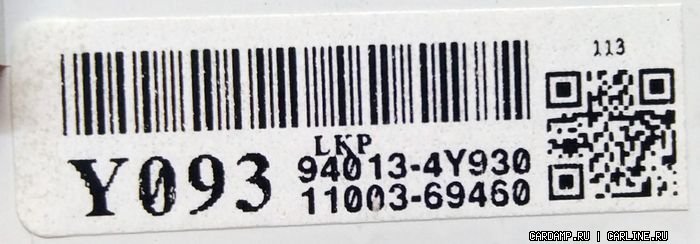 113
LKP
Y093
94013-4Y930
11003-69460
CARDAMP.RU | CARLINE.RU